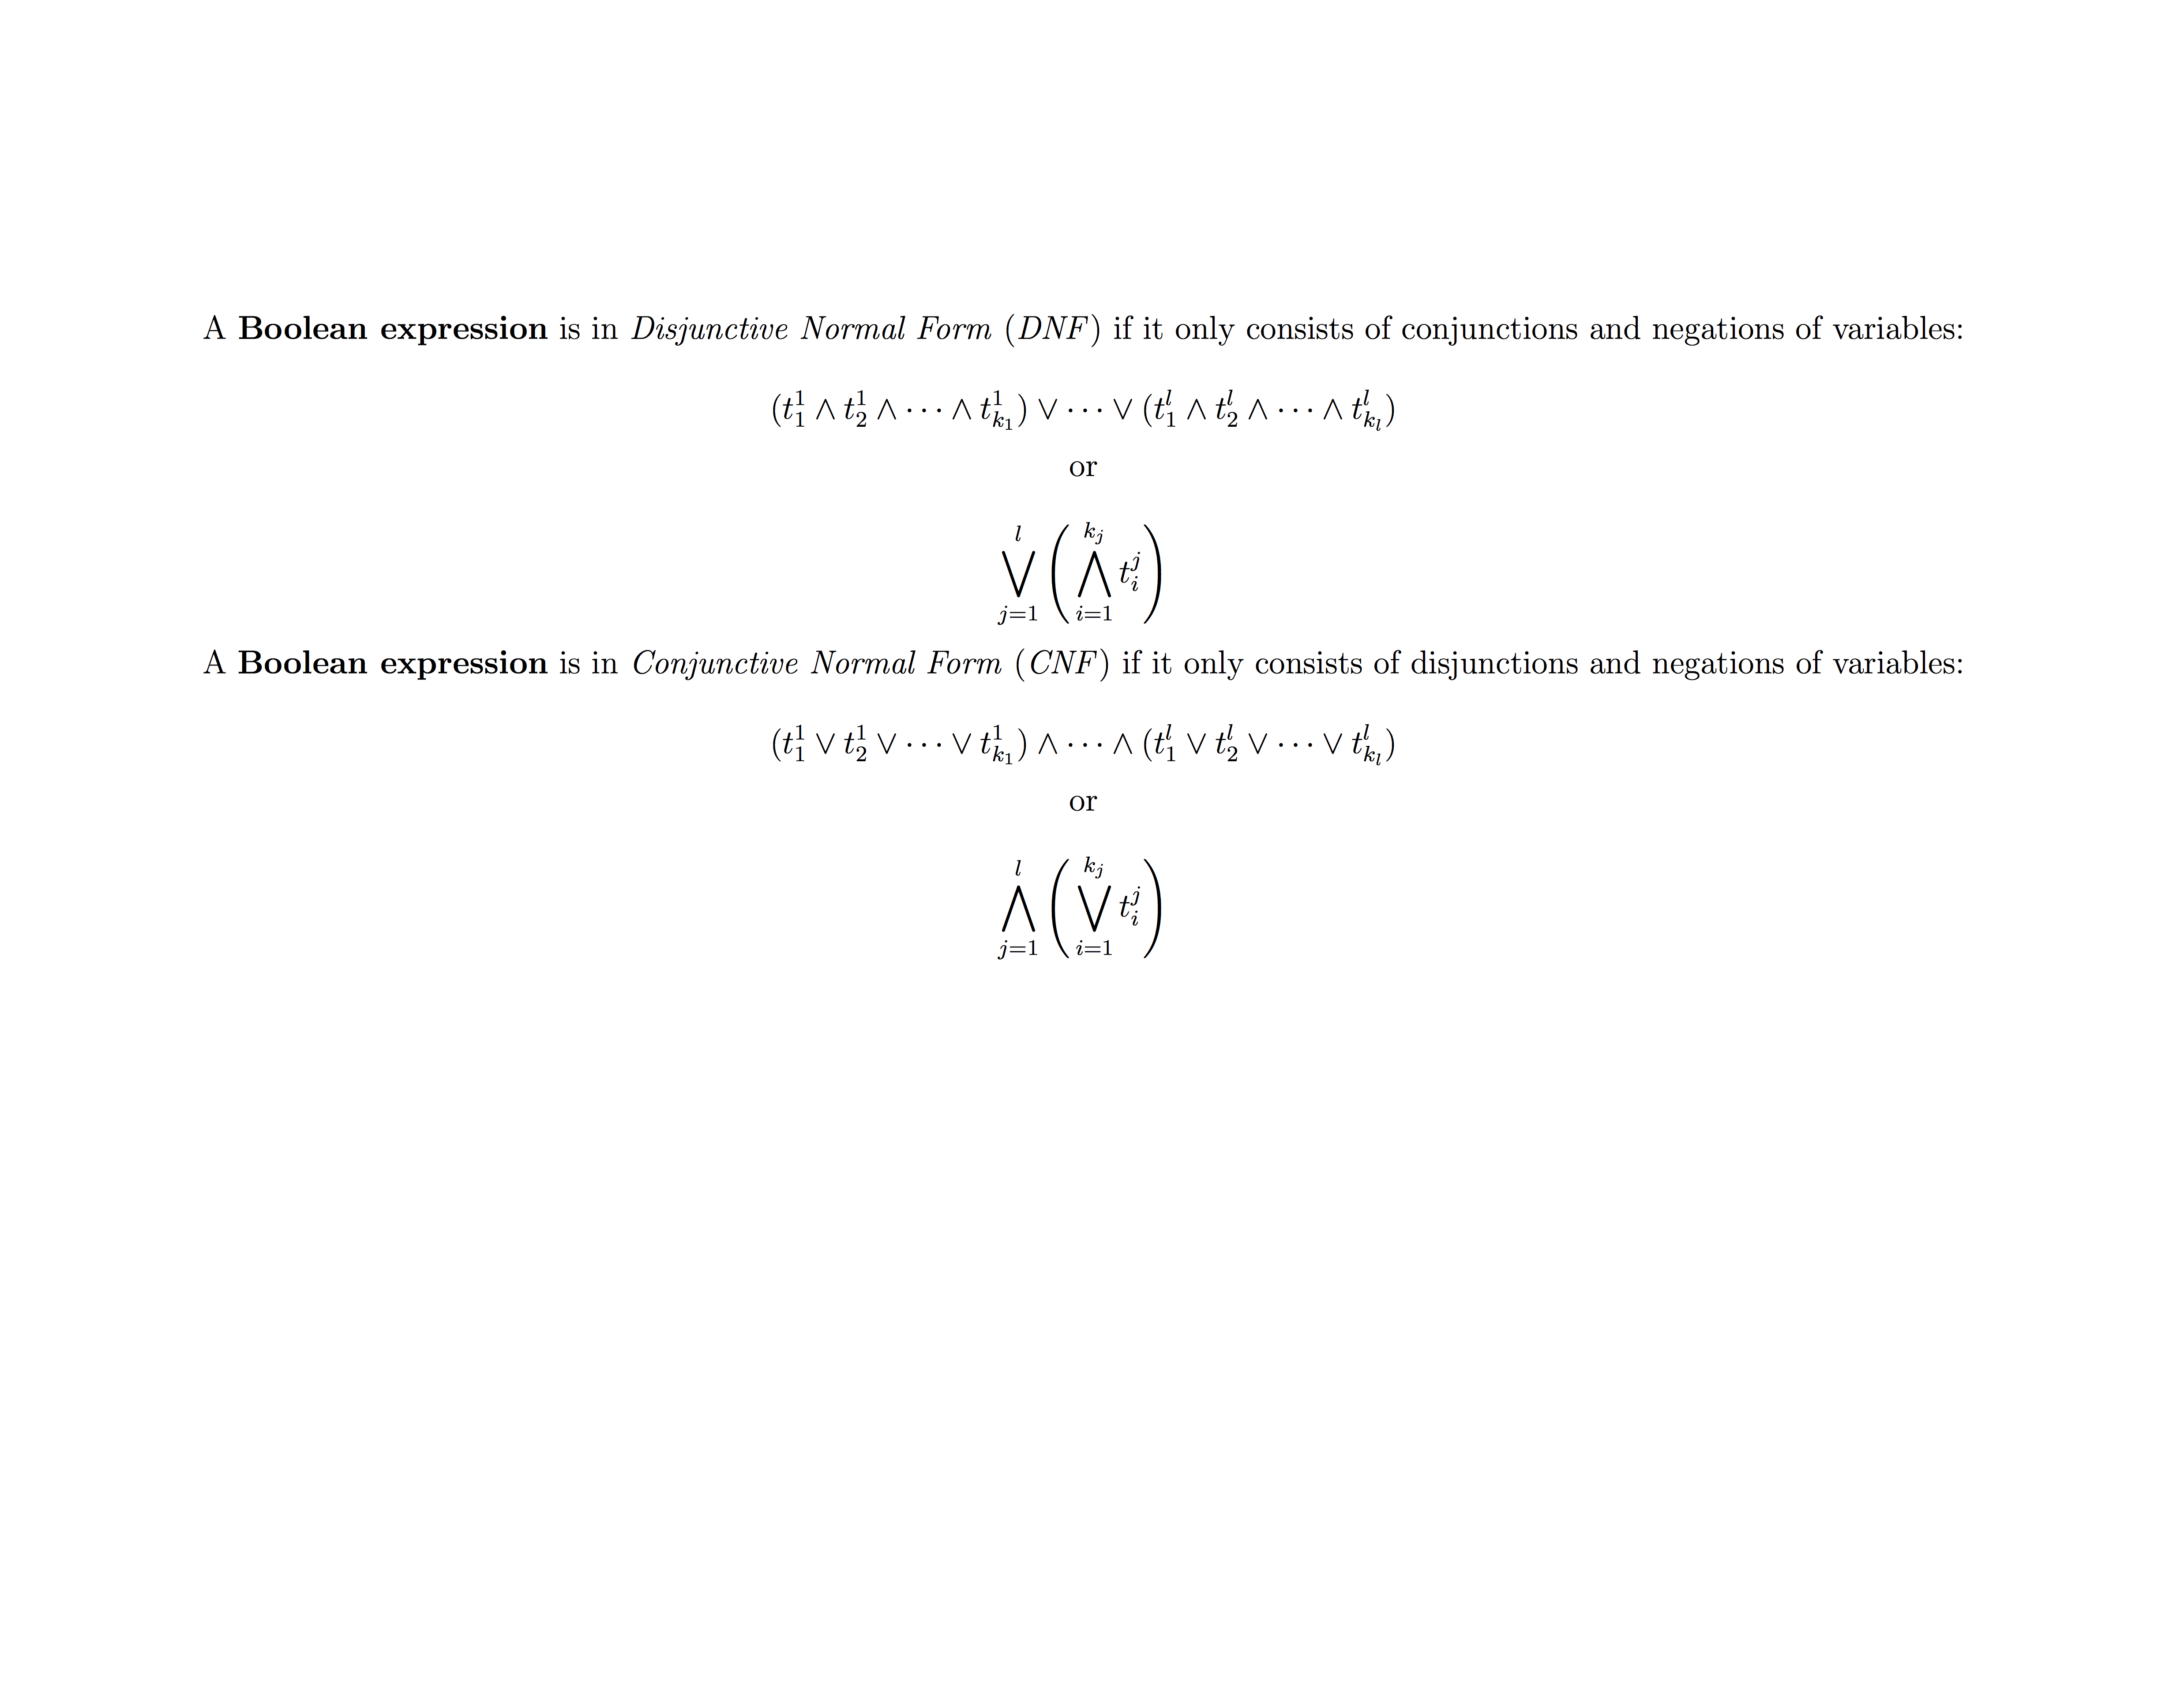 A Boolean expression is in Disjunctive Normal Form (DNF) if it only consists of conjunctions and negations of variables:
$(t_1^1 \wedge t_2^1 \wedge \cdots \wedge t_{k_1}^1) \vee \cdots \vee (t_1^l \wedge t_2^l \wedge \cdots \wedge t_{k_l}^l)$
or
$\bigvee_{j=1}^{l} \left( \bigwedge_{i=1}^{k_j} t_i^j \right)$
A Boolean expression is in Conjunctive Normal Form (CNF) if it only consists of disjunctions and negations of variables:
$(t_1^1 \vee t_2^1 \vee \cdots \vee t_{k_1}^1) \wedge \cdots \wedge (t_1^l \vee t_2^l \vee \cdots \vee t_{k_l}^l)$
or
$\bigwedge_{j=1}^{l} \left( \bigvee_{i=1}^{k_j} t_i^j \right)$